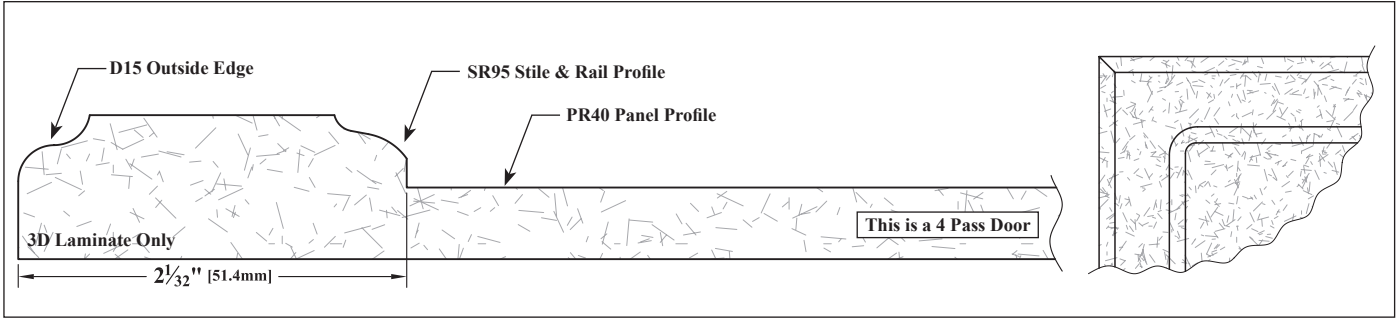 D15 Outside Edge
SR95 Stile & Rail Profile
PR40 Panel Profile
This is a 4 Pass Door
3D Laminate Only
2 1⁄32" [51.4mm]